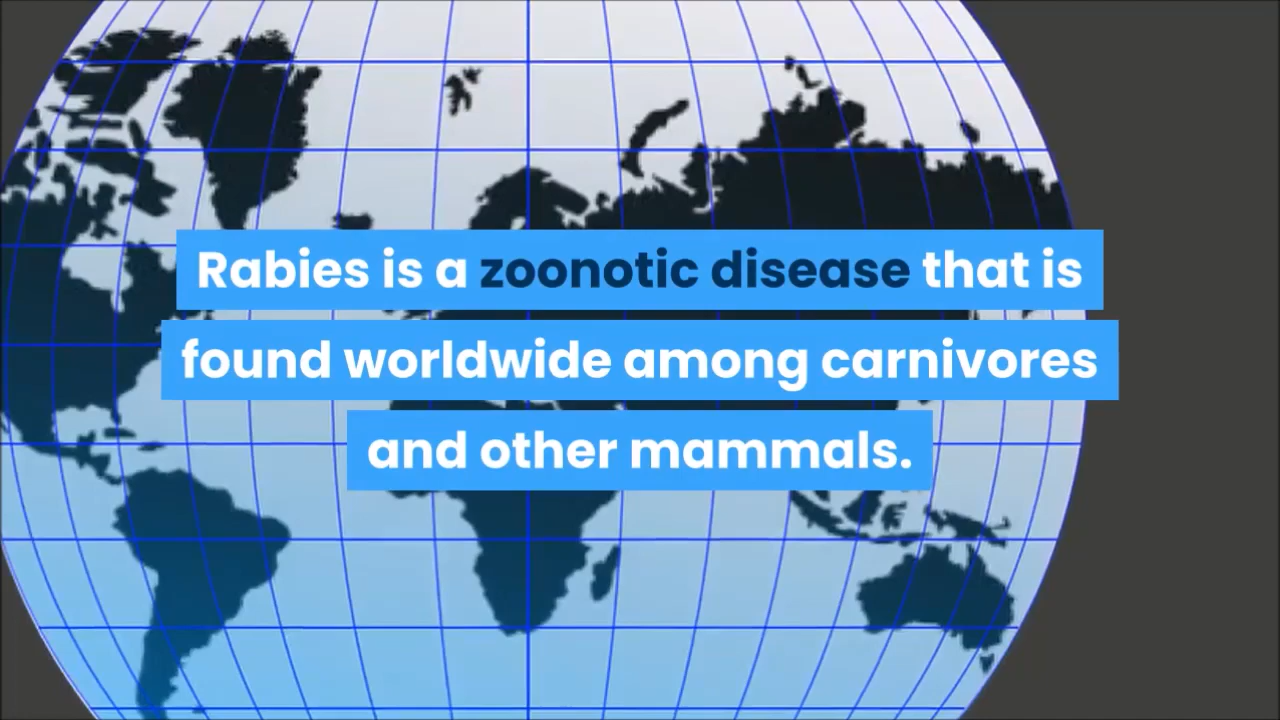 Rabies is a zoonotic disease that is
found worldwide among carnivores
and other mammals.